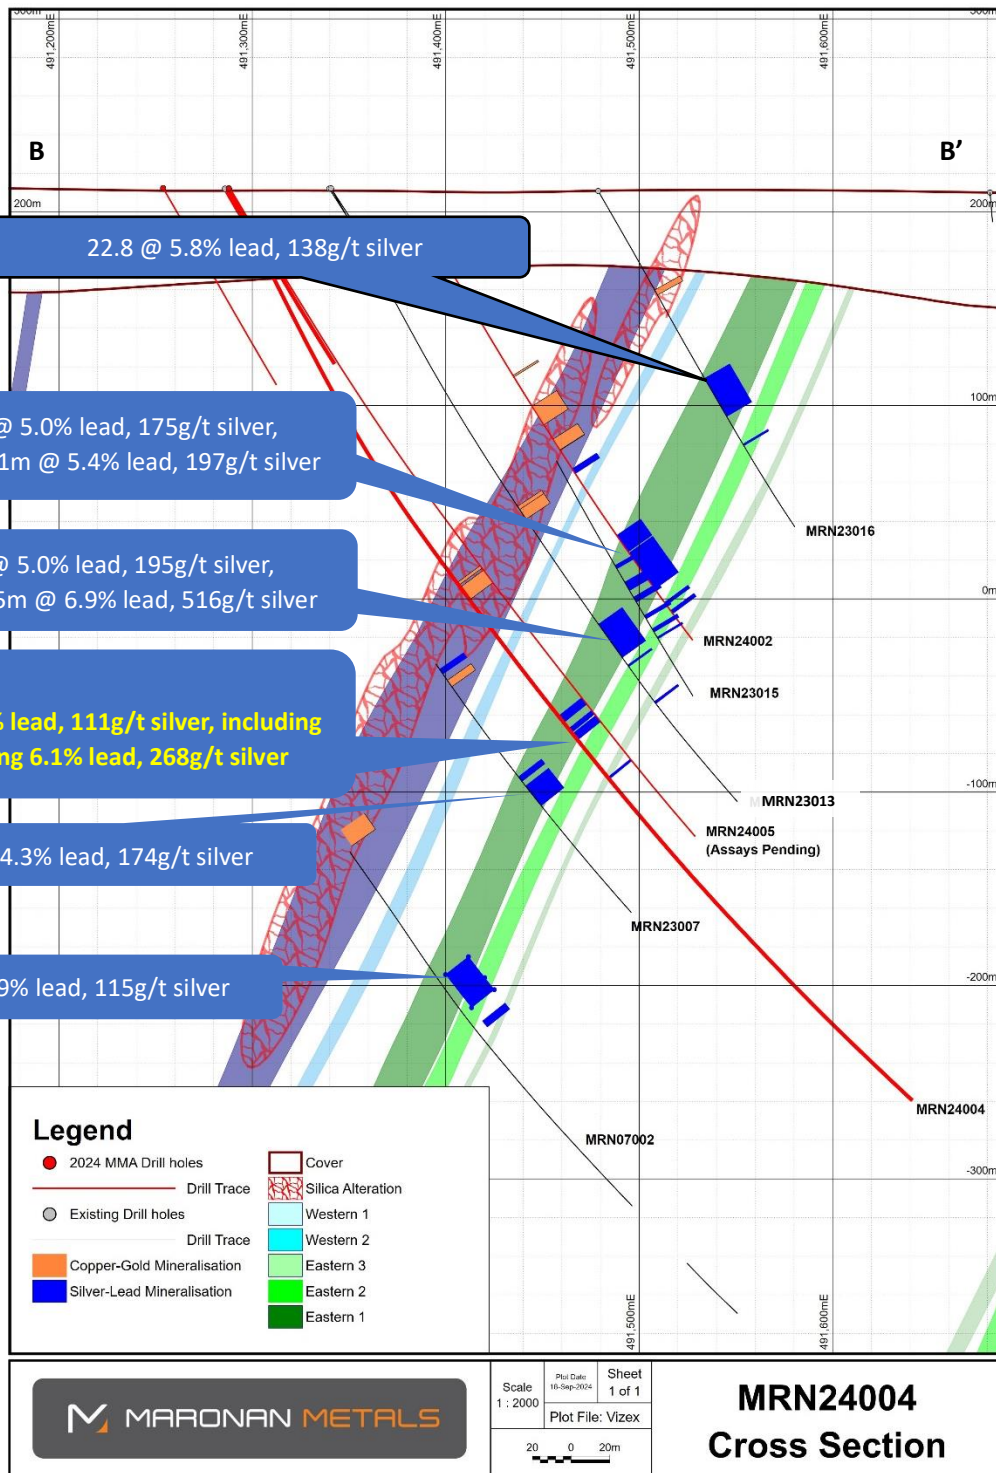 300m
300m
491,200mE
491,300mE
491,400mE
491,500mE
491,600mE
B
B’
200m
200m
22.8 @ 5.8% lead, 138g/t silver
100m
@ 5.0% lead, 175g/t silver,
1m @ 5.4% lead, 197g/t silver
MRN23016
@ 5.0% lead, 195g/t silver,
5m @ 6.9% lead, 516g/t silver
0m
MRN24002
MRN23015
% lead, 111g/t silver, including
ng 6.1% lead, 268g/t silver
-100m
MRN23013
MRN24005
(Assays Pending)
4.3% lead, 174g/t silver
MRN23007
9% lead, 115g/t silver
-200m
MRN24004
MRN07002
-300m
491,500mE
491,600mE
Legend
2024 MMA Drill holes
Drill Trace
Existing Drill holes
Drill Trace
Copper-Gold Mineralisation
Silver-Lead Mineralisation
Cover
Silica Alteration
Western 1
Western 2
Eastern 3
Eastern 2
Eastern 1
MARONAN METALS
Scale
1 : 2000
Plot Date
16-Sep-2024
Sheet
1 of 1
Plot File: Vizex
20 0 20m
MRN24004
Cross Section